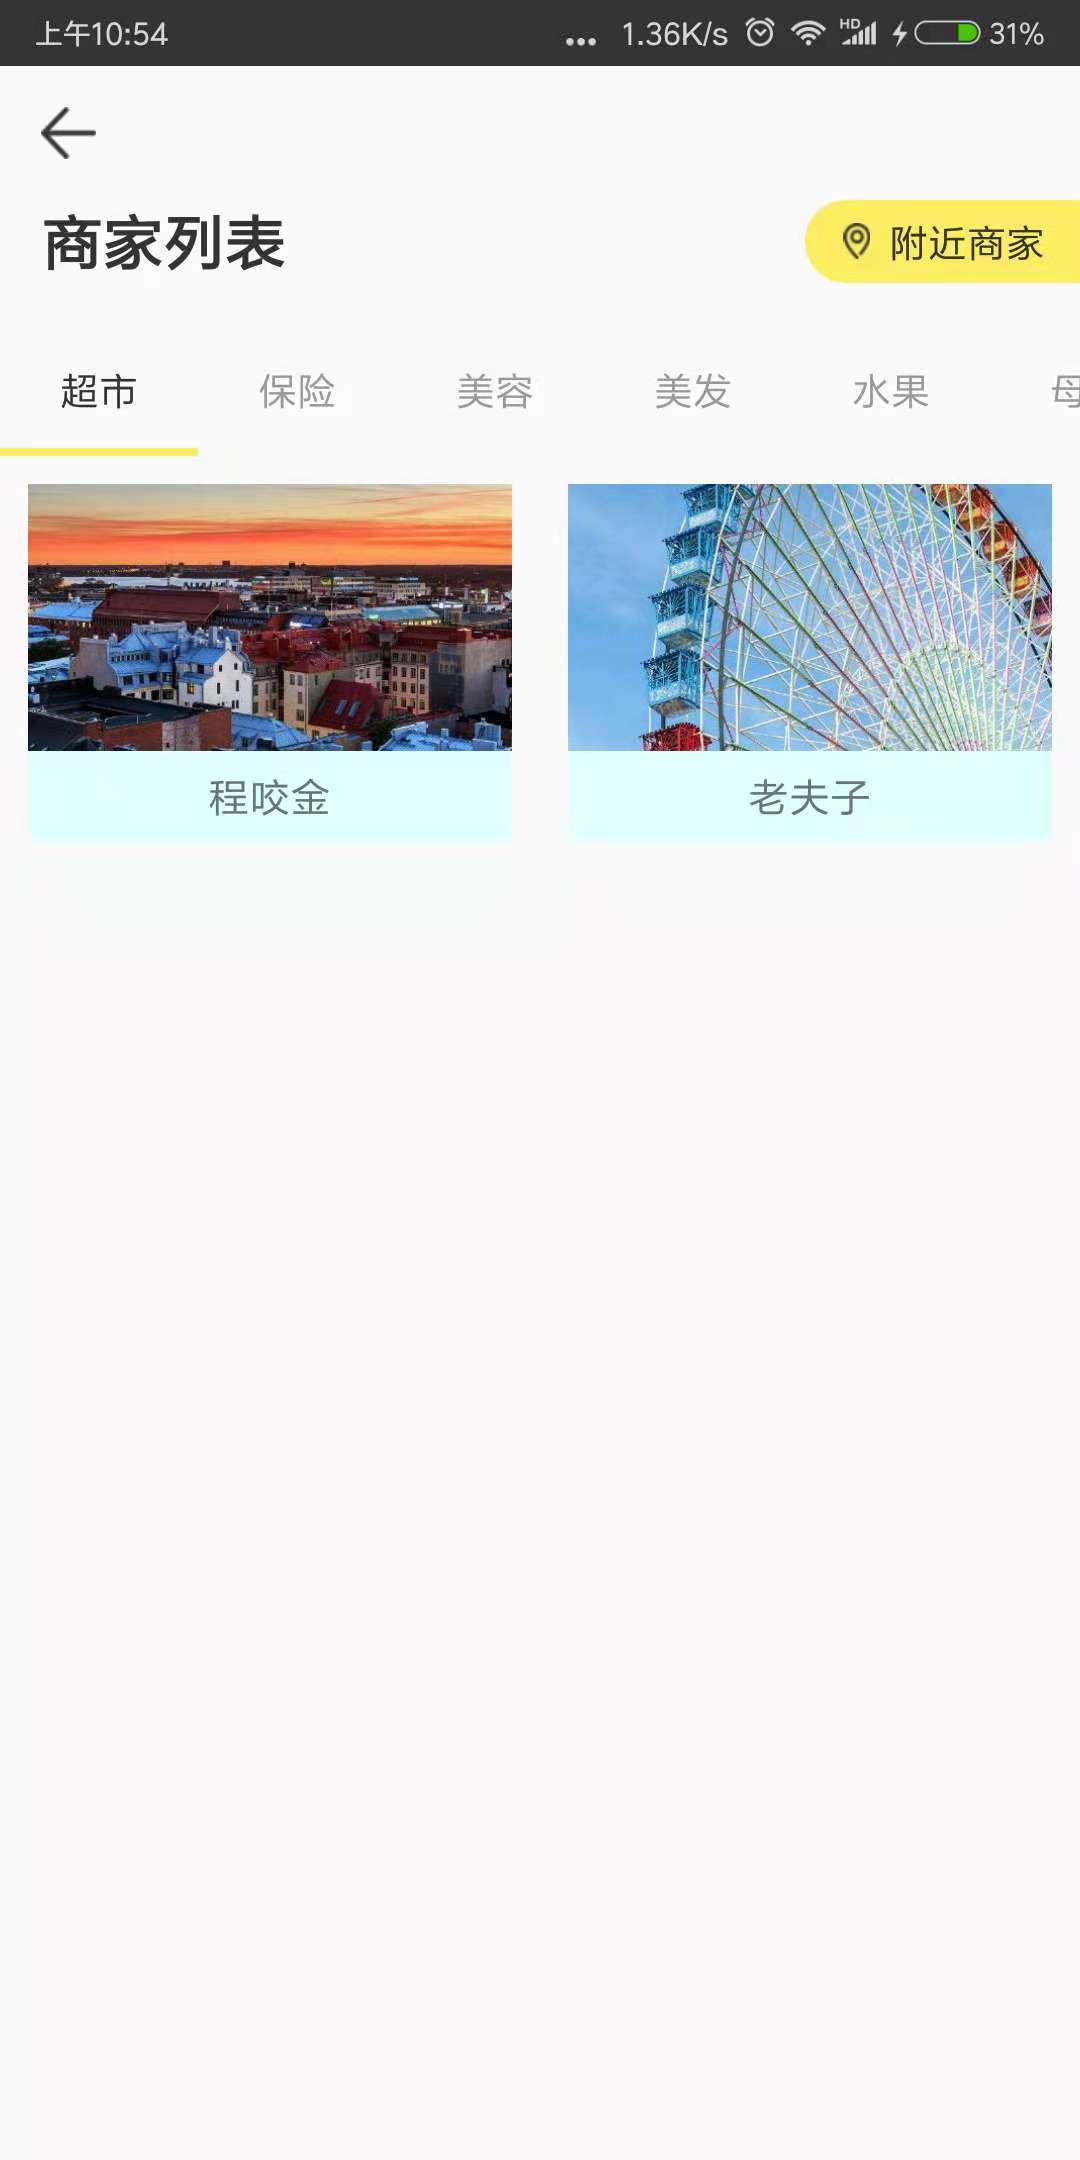 上午10:54 ... 1.36K/s HD 31%
商家列表
附近商家
超市 保险 美容 美发 水果 母
程咬金 老夫子